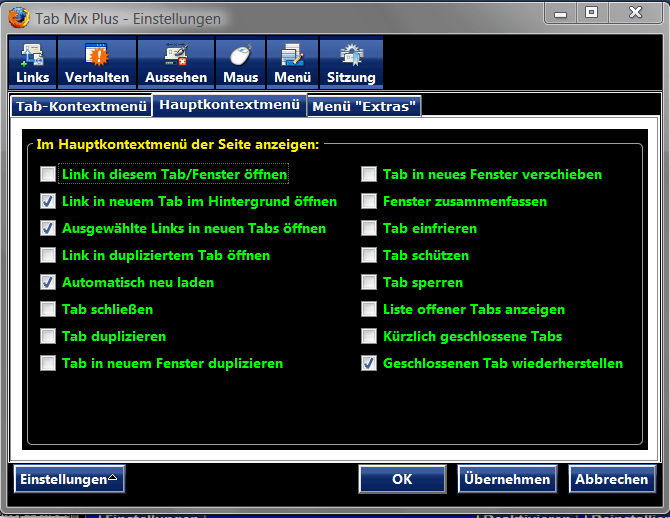 Tab Mix Plus - Einstellungen
Links Verhalten Aussehen Maus Menü Sitzung
Tab-Kontextmenü Hauptkontextmenü Menü "Extras"
Im Hauptkontextmenü der Seite anzeigen:
Link in diesem Tab/Fenster öffnen
Link in neuem Tab im Hintergrund öffnen
Ausgewählte Links in neuen Tabs öffnen
Link in dupliziertem Tab öffnen
Automatisch neu laden
Tab schließen
Tab duplizieren
Tab in neuem Fenster duplizieren
Tab in neues Fenster verschieben
Fenster zusammenfassen
Tab einfrieren
Tab schützen
Tab sperren
Liste offener Tabs anzeigen
Kürzlich geschlossene Tabs
Geschlossenen Tab wiederherstellen
Einstellungen OK Übernehmen Abbrechen